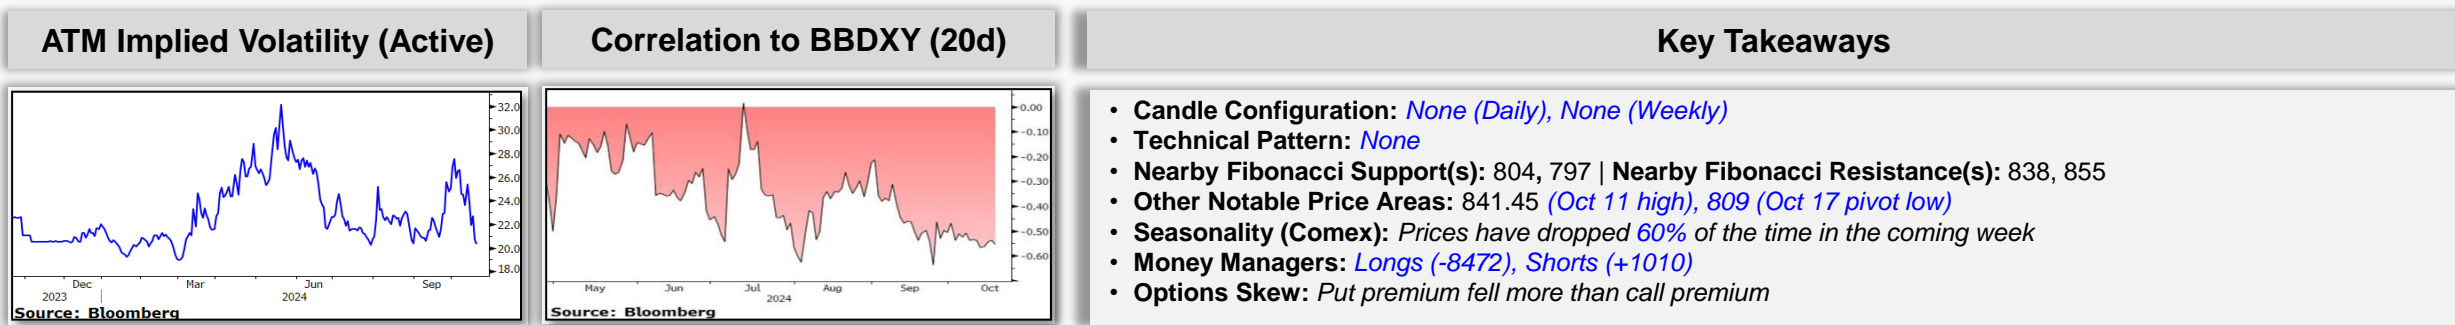 ATM Implied Volatility (Active)
32.0
30.0
28.0
26.0
24.0
22.0
20.0
18.0
Dec
Mar
Jun
Sep
2023
2024
Source: Bloomberg
Correlation to BBDXY (20d)
0.00
-0.10
-0.20
-0.30
-0.40
-0.50
-0.60
May
Jun
Jul
Aug
Sep
Oct
2024
Source: Bloomberg
Key Takeaways
• Candle Configuration: None (Daily), None (Weekly)
• Technical Pattern: None
• Nearby Fibonacci Support(s): 804, 797 | Nearby Fibonacci Resistance(s): 838, 855
• Other Notable Price Areas: 841.45 (Oct 11 high), 809 (Oct 17 pivot low)
• Seasonality (Comex): Prices have dropped 60% of the time in the coming week
• Money Managers: Longs (-8472), Shorts (+1010)
• Options Skew: Put premium fell more than call premium